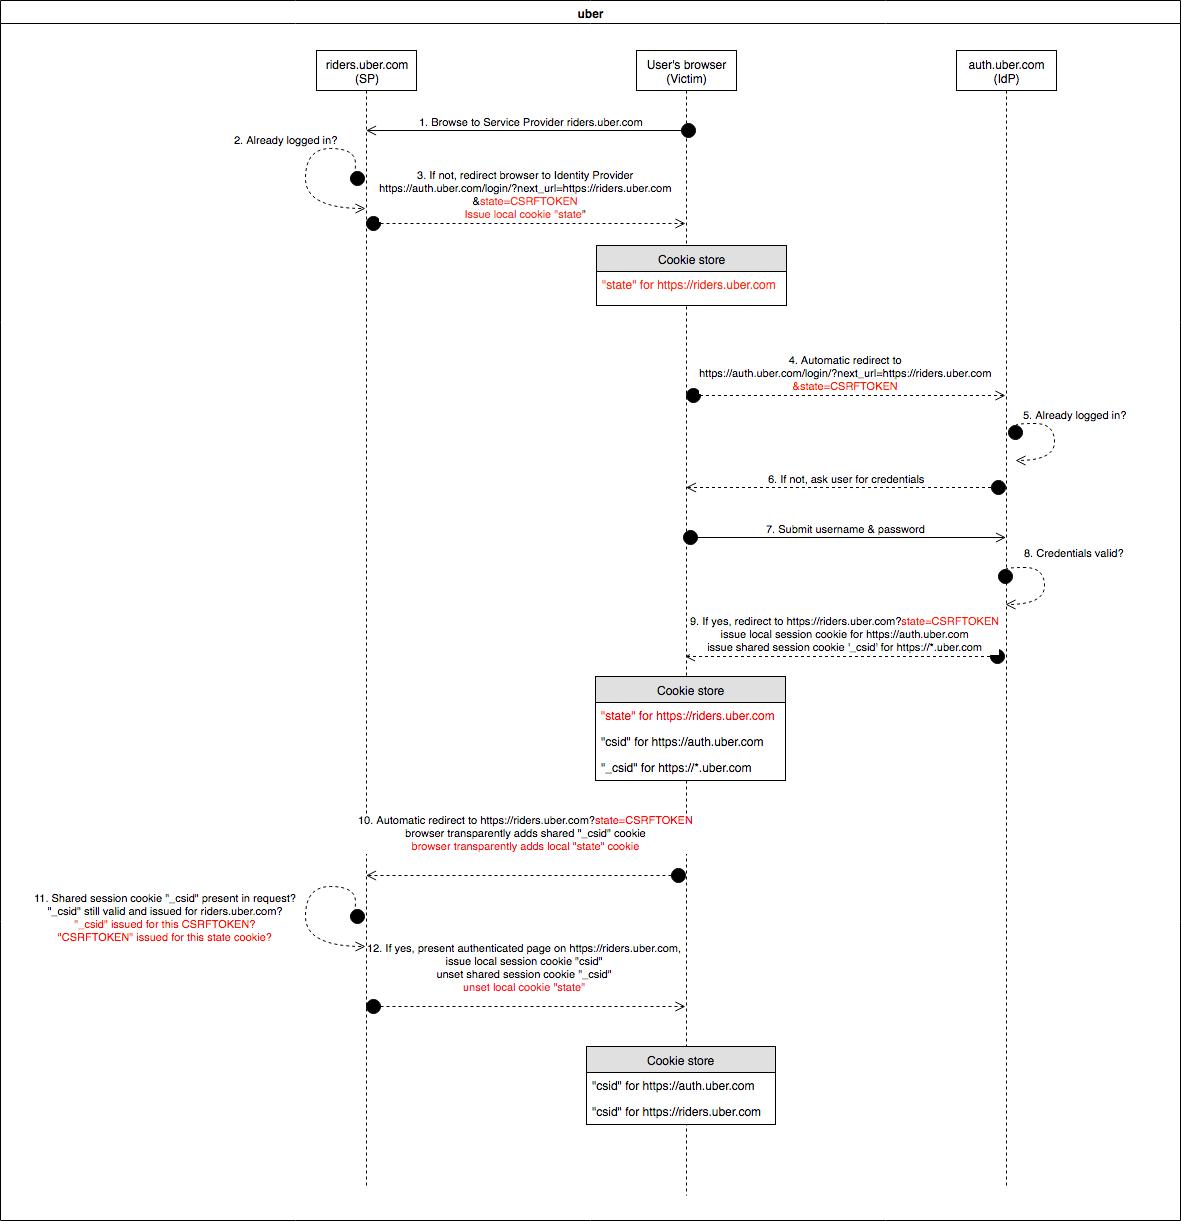 uber
riders.uber.com
(SP)
User's browser
(Victim)
auth.uber.com
(IdP)
1. Browse to Service Provider riders.uber.com
2. Already logged in?
3. If not, redirect browser to Identity Provider
https://auth.uber.com/login/?next_url=https://riders.uber.com
&state=CSRFTOKEN
Issue local cookie "state"
Cookie store
"state" for https://riders.uber.com
4. Automatic redirect to
https://auth.uber.com/login/?next_url=https://riders.uber.com
&state=CSRFTOKEN
5. Already logged in?
6. If not, ask user for credentials
7. Submit username & password
8. Credentials valid?
9. If yes, redirect to https://riders.uber.com?state=CSRFTOKEN
issue local session cookie for https://auth.uber.com
issue shared session cookie '_csid' for https://*.uber.com
Cookie store
"state" for https://riders.uber.com
"csid" for https://auth.uber.com
"_csid" for https://*.uber.com
10. Automatic redirect to https://riders.uber.com?state=CSRFTOKEN
browser transparently adds shared "_csid" cookie
browser transparently adds local "state" cookie
11. Shared session cookie "_csid" present in request?
"_csid" still valid and issued for riders.uber.com?
"_csid" issued for this CSRFTOKEN?
"CSRFTOKEN" issued for this state cookie?
12. If yes, present authenticated page on https://riders.uber.com,
issue local session cookie "csid"
unset shared session cookie "_csid"
unset local cookie "state"
Cookie store
"csid" for https://auth.uber.com
"csid" for https://riders.uber.com